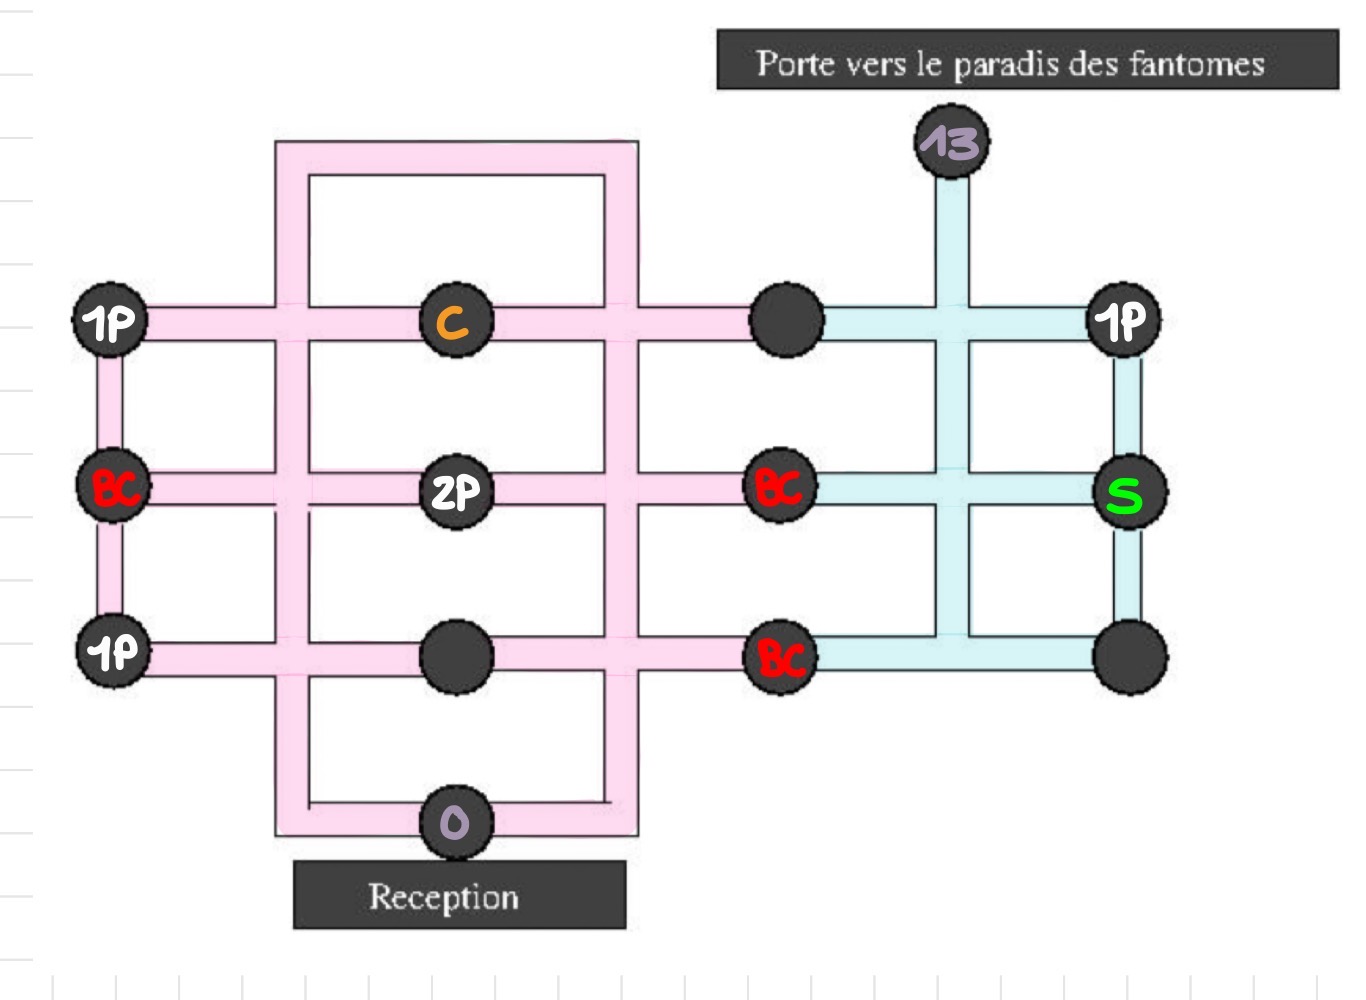 Porte vers le paradis des fantomes
13
1P
C
1P
BC
2P
BC
S
1P
BC
0
Reception